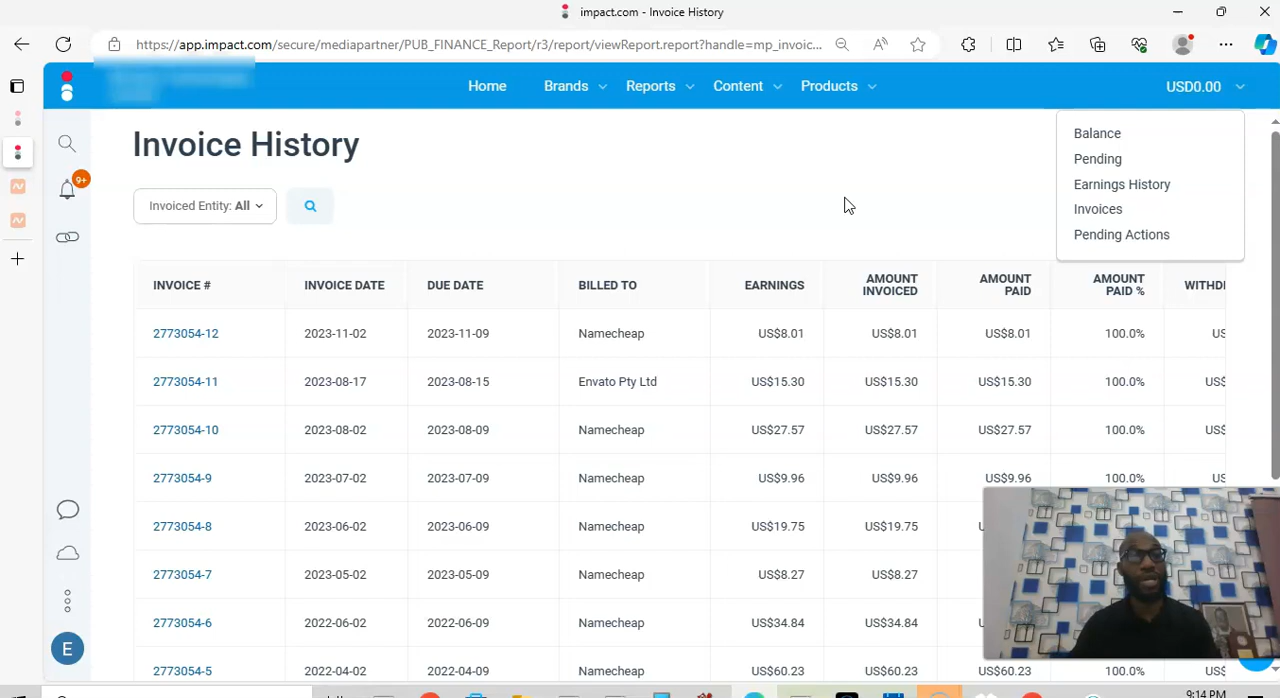 impact.com - Invoice History
https://app.impact.com/secure/mediapartner/PUB_FINANCE_Report/r3/report/viewReport.report?handle=mp_invoic...
Home Brands Reports Content Products USD0.00
Balance
Pending
Earnings History
Invoices
Pending Actions
Invoice History
9+
Invoiced Entity: All
INVOICE # INVOICE DATE DUE DATE BILLED TO EARNINGS AMOUNT INVOICED AMOUNT PAID AMOUNT PAID % WITHDI
2773054-12 2023-11-02 2023-11-09 Namecheap US$8.01 US$8.01 US$8.01 100.0% US
2773054-11 2023-08-17 2023-08-15 Envato Pty Ltd US$15.30 US$15.30 US$15.30 100.0% US$
2773054-10 2023-08-02 2023-08-09 Namecheap US$27.57 US$27.57 US$27.57 100.0% US$
2773054-9 2023-07-02 2023-07-09 Namecheap US$9.96 US$9.96 US$9.96 100.0% US
2773054-8 2023-06-02 2023-06-09 Namecheap US$19.75 US$19.75
2773054-7 2023-05-02 2023-05-09 Namecheap US$8.27 US$8.27
2773054-6 2022-06-02 2022-06-09 Namecheap US$34.84 US$34.84
2773054-5 2022-04-02 2022-04-09 Namecheap US$60.23 US$60.23 US$60.23 100.0% US$
E
9:14 PM